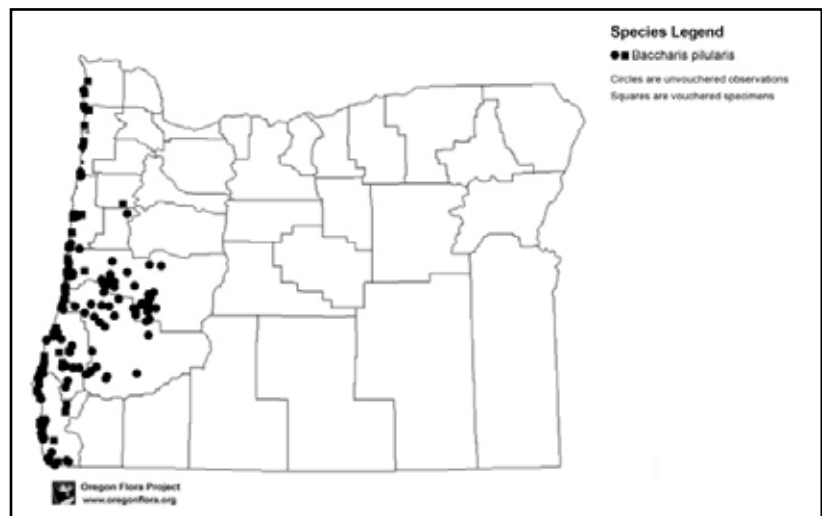 Species Legend
Baccharis pilularis
Circles are unvouchered observations
Squares are vouchered specimens
Oregon Flora Project
www.oregonflora.org